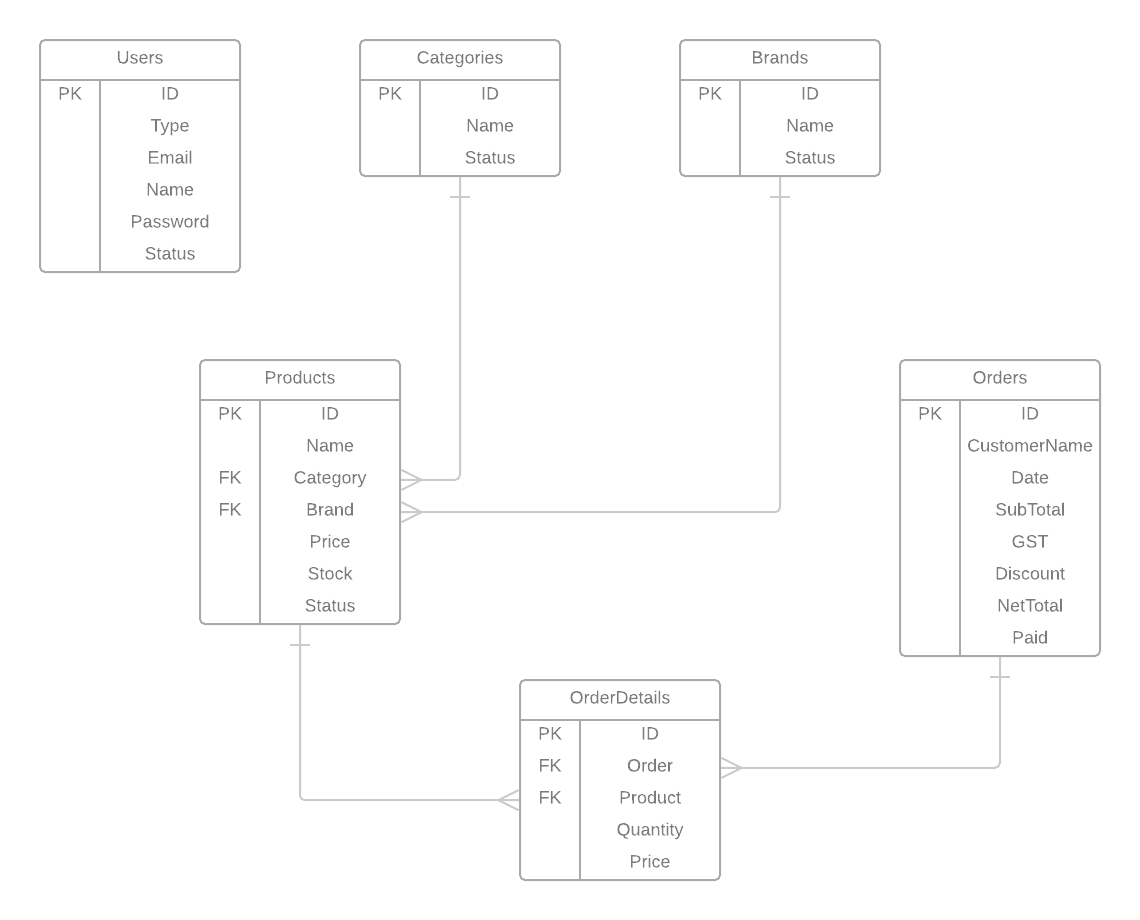 Users
PK ID
Type
Email
Name
Password
Status
Categories
PK ID
Name
Status
Brands
PK ID
Name
Status
Products
PK ID
Name
FK Category
FK Brand
Price
Stock
Status
Orders
PK ID
CustomerName
Date
SubTotal
GST
Discount
NetTotal
Paid
OrderDetails
PK ID
FK Order
FK Product
Quantity
Price